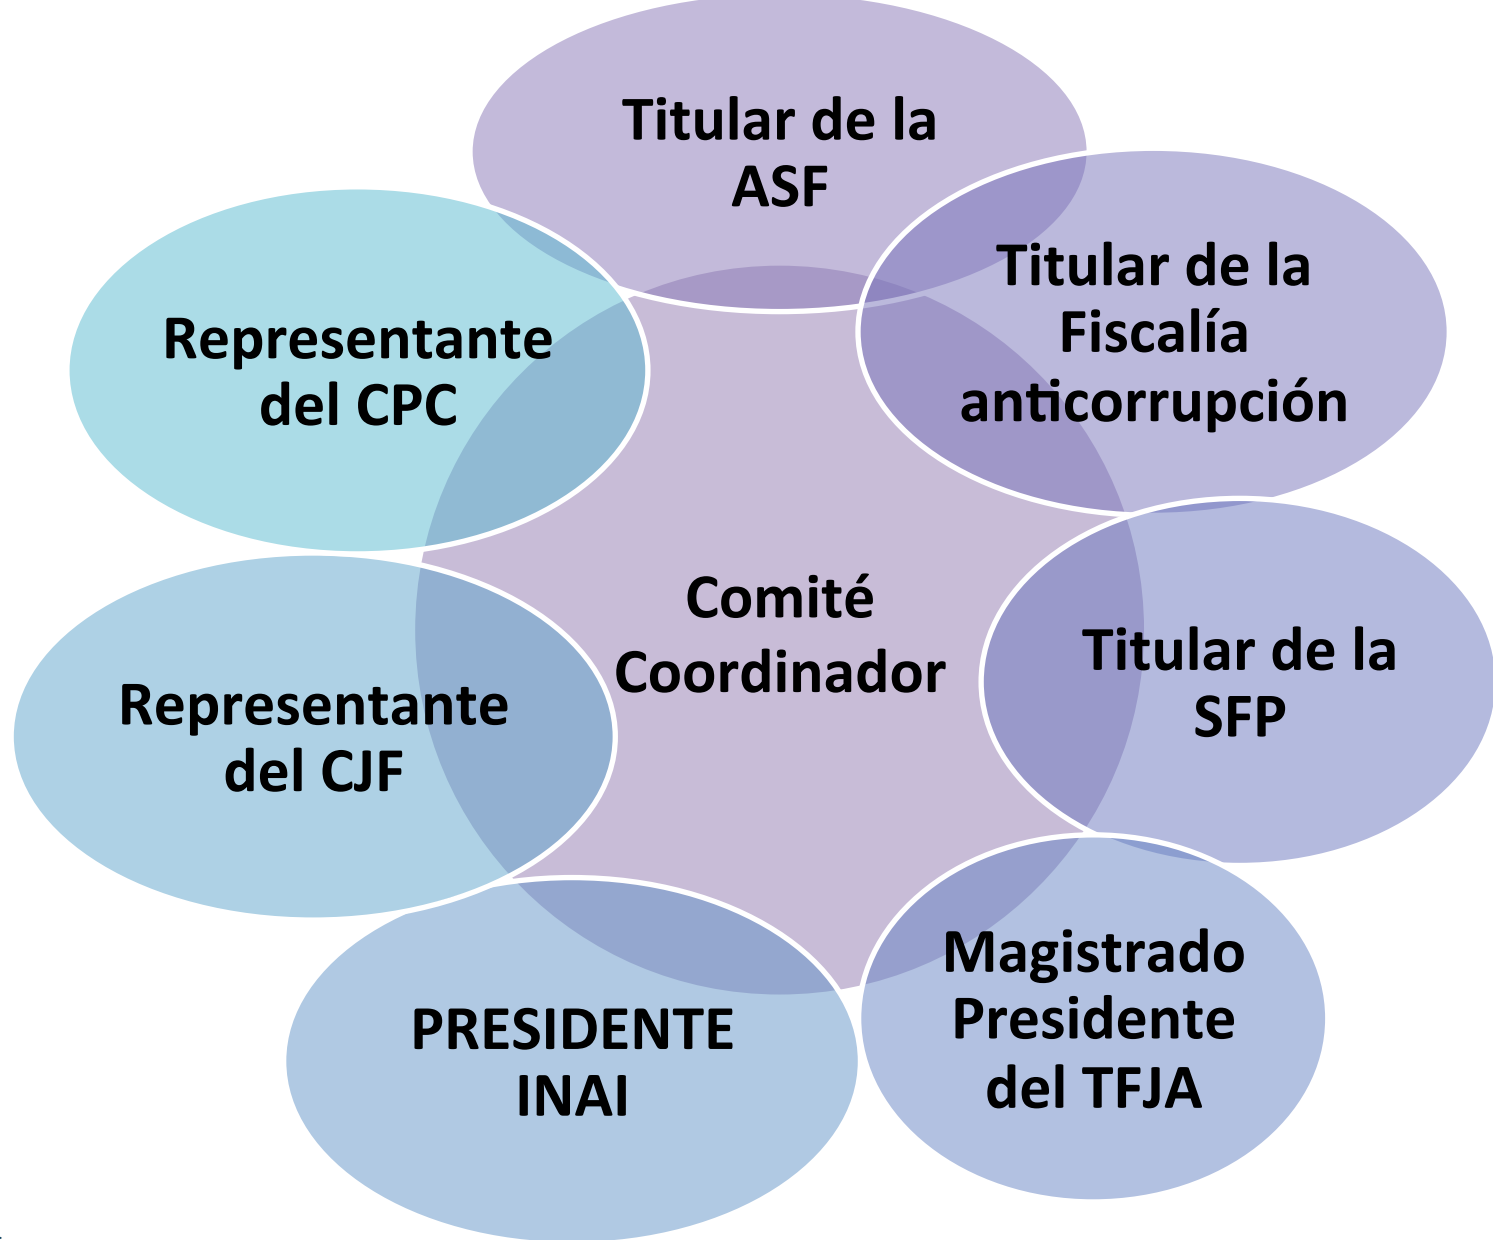 Titular de la
ASF
Titular de la
Fiscalía
anticorrupción
Representante
del CPC
Comité
Coordinador
Titular de la
SFP
Representante
del CJF
Magistrado
Presidente
del TFJA
PRESIDENTE
INAI